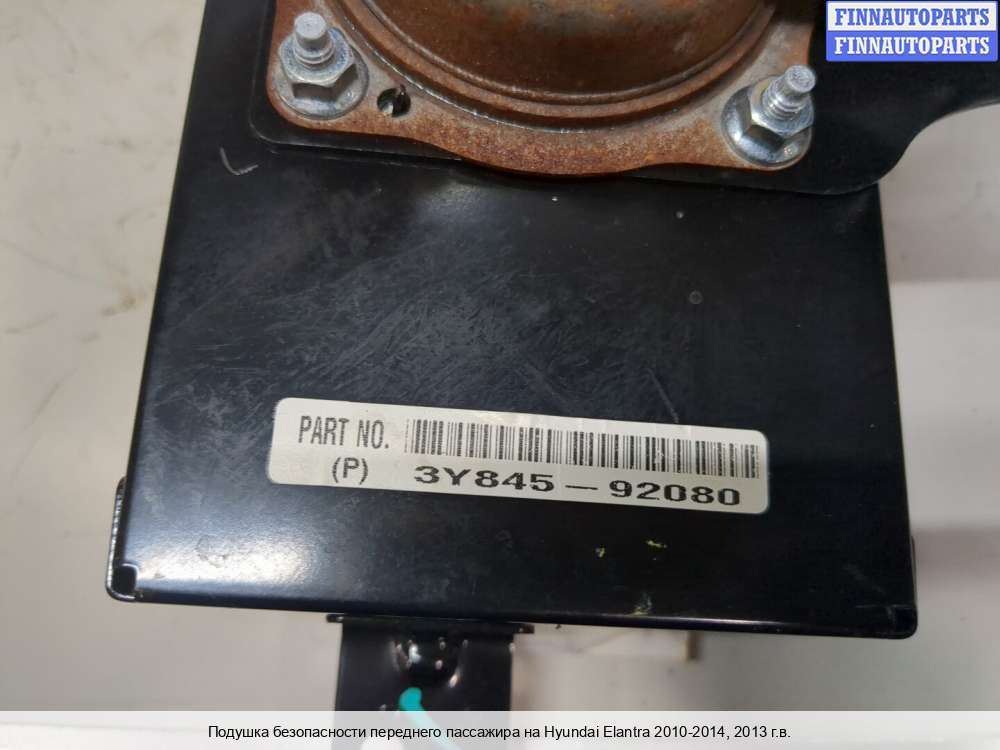 FINNAUTOPARTS
FINNAUTOPARTS
PART NO.
(P) 3Y845-92080
Подушка безопасности переднего пассажира на Hyundai Elantra 2010-2014, 2013 г.в.